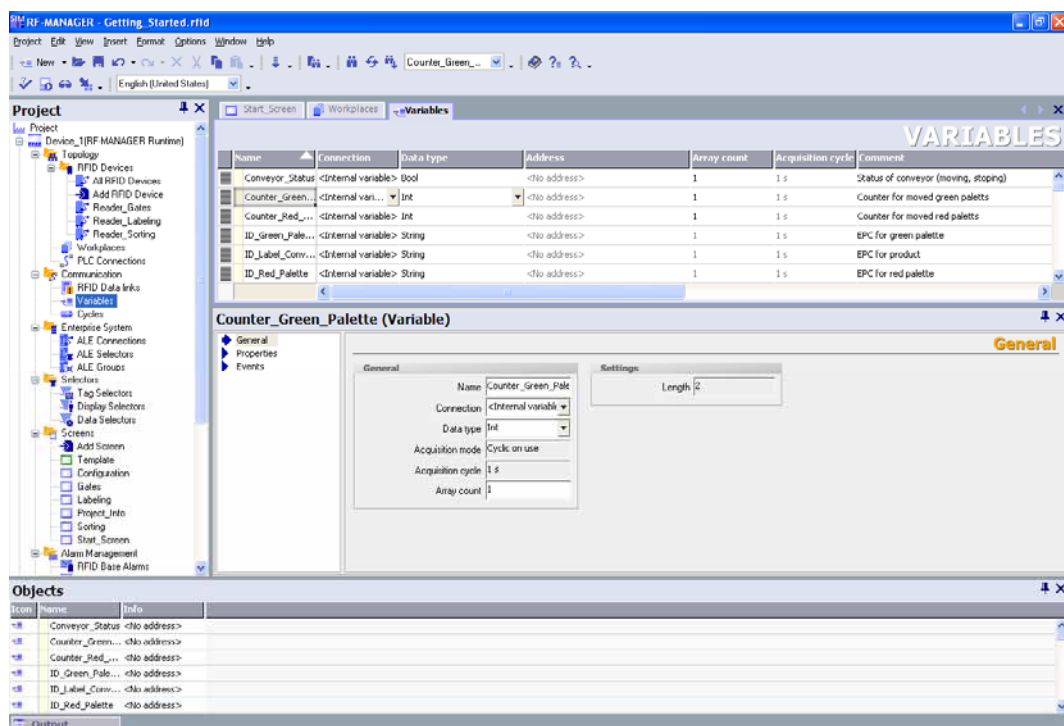 RF-MANAGER - Getting_Started.rfid
Project Edit View Insert Format Options Window Help
New Counter_Green_...
English (United States)
Project
Start_Screen Workplaces Variables
Project
Device_1(RF-MANAGER Runtime)
Topology
RFID Devices
All RFID Devices
Add RFID Device
Reader_Gates
Reader_Labeling
Reader_Sorting
Workplaces
PLC Connections
Communication
RFID Data links
Variables
Cycles
Enterprise System
ALE Connections
ALE Selectors
ALE Groups
Selectors
Tag Selectors
Display Selectors
Data Selectors
Screens
Add Screen
Template
Configuration
Gates
Labeling
Project_Info
Sorting
Start_Screen
Alarm Management
RFID Base Alarms
VARIABLES
Name Connection Data type Address Array count Acquisition cycle Comment
Conveyor_Status <Internal variable> Bool <No address> 1 1 s Status of conveyor (moving, stoping)
Counter_Green... <Internal vari... Int <No address> 1 1 s Counter for moved green paletts
Counter_Red_... <Internal variable> Int <No address> 1 1 s Counter for moved red paletts
ID_Green_Pale... <Internal variable> String <No address> 1 1 s EPC for green palette
ID_Label_Conv... <Internal variable> String <No address> 1 1 s EPC for product
ID_Red_Palette <Internal variable> String <No address> 1 1 s EPC for red palette
Counter_Green_Palette (Variable)
General
Properties
Events
General
General
Name Counter_Green_Pale
Connection <Internal variabl
Data type Int
Acquisition mode Cyclic on use
Acquisition cycle 1 s
Array count 1
Settings
Length 2
Objects
Icon Name Info
Conveyor_Status <No address>
Counter_Green... <No address>
Counter_Red_... <No address>
ID_Green_Pale... <No address>
ID_Label_Conv... <No address>
ID_Red_Palette <No address>
Output